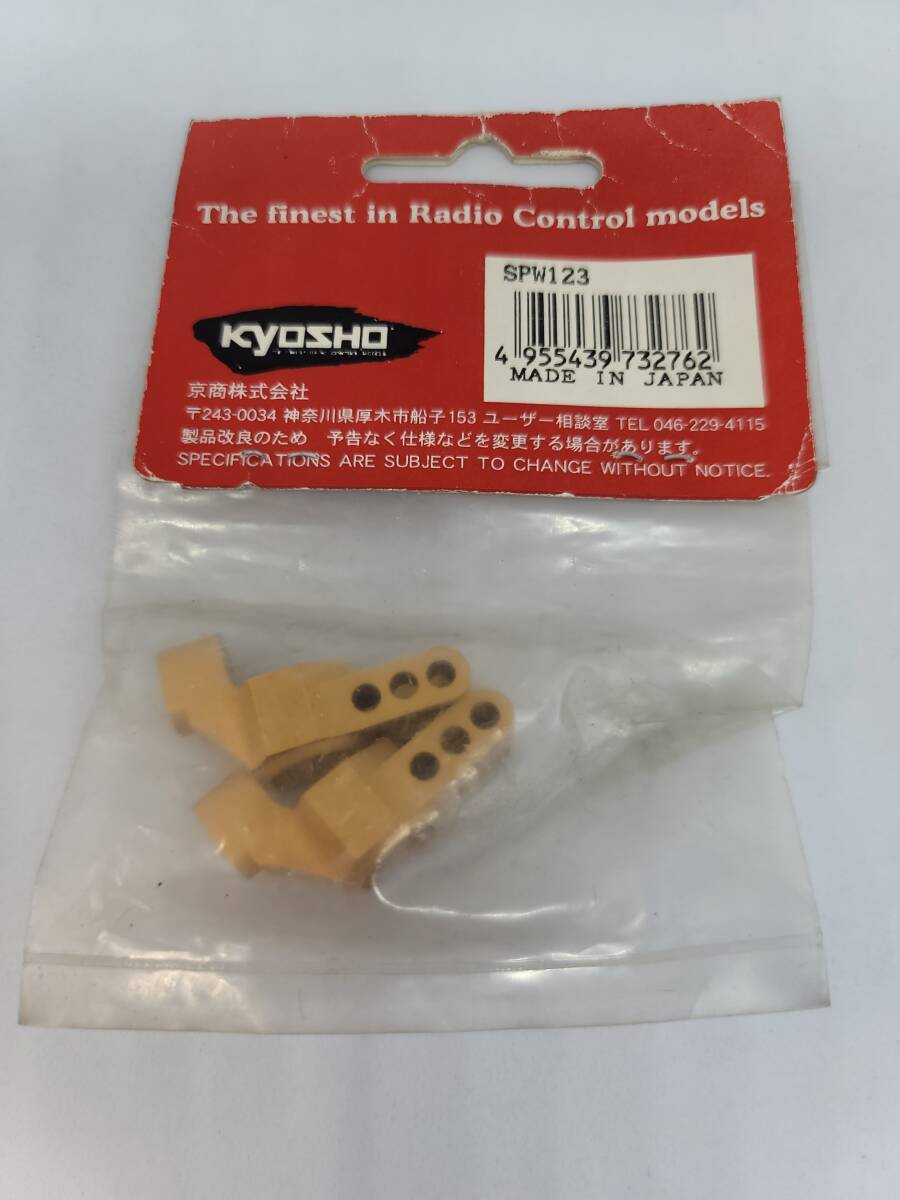 The finest in Radio Control models
SPW123
4 955439 732762
MADE IN JAPAN
KYOSHO
京商株式会社
〒243-0034 神奈川県厚木市船子153 ユーザー相談室 TEL 046-229-4115
製品改良のため 予告なく仕様などを変更する場合があります。
SPECIFICATIONS ARE SUBJECT TO CHANGE WITHOUT NOTICE.